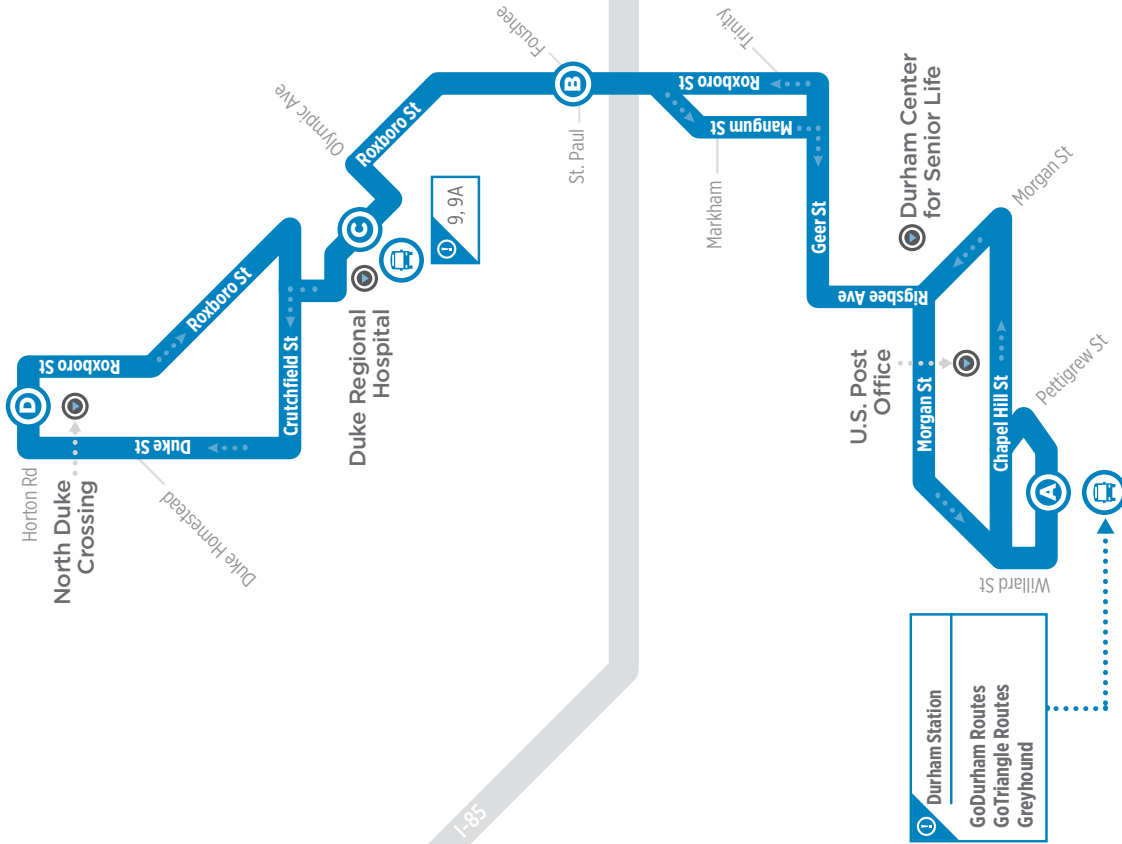 Foushee
Trinity
Olympic Ave
Roxboro St
B
St. Paul
Roxboro St
Mangum St
Markham
Durham Center
for Senior Life
Morgan St
Geer St
Rigsbee Ave
C
9, 9A
!
Roxboro St
Roxboro St
Crutchfield St
Duke Regional
Hospital
D
Duke St
Horton Rd
North Duke
Crossing
Duke Homestead
U.S. Post
Office
Morgan St
Chapel Hill St
Pettigrew St
A
Willard St
I-85
!
Durham Station
GoDurham Routes
GoTriangle Routes
Greyhound